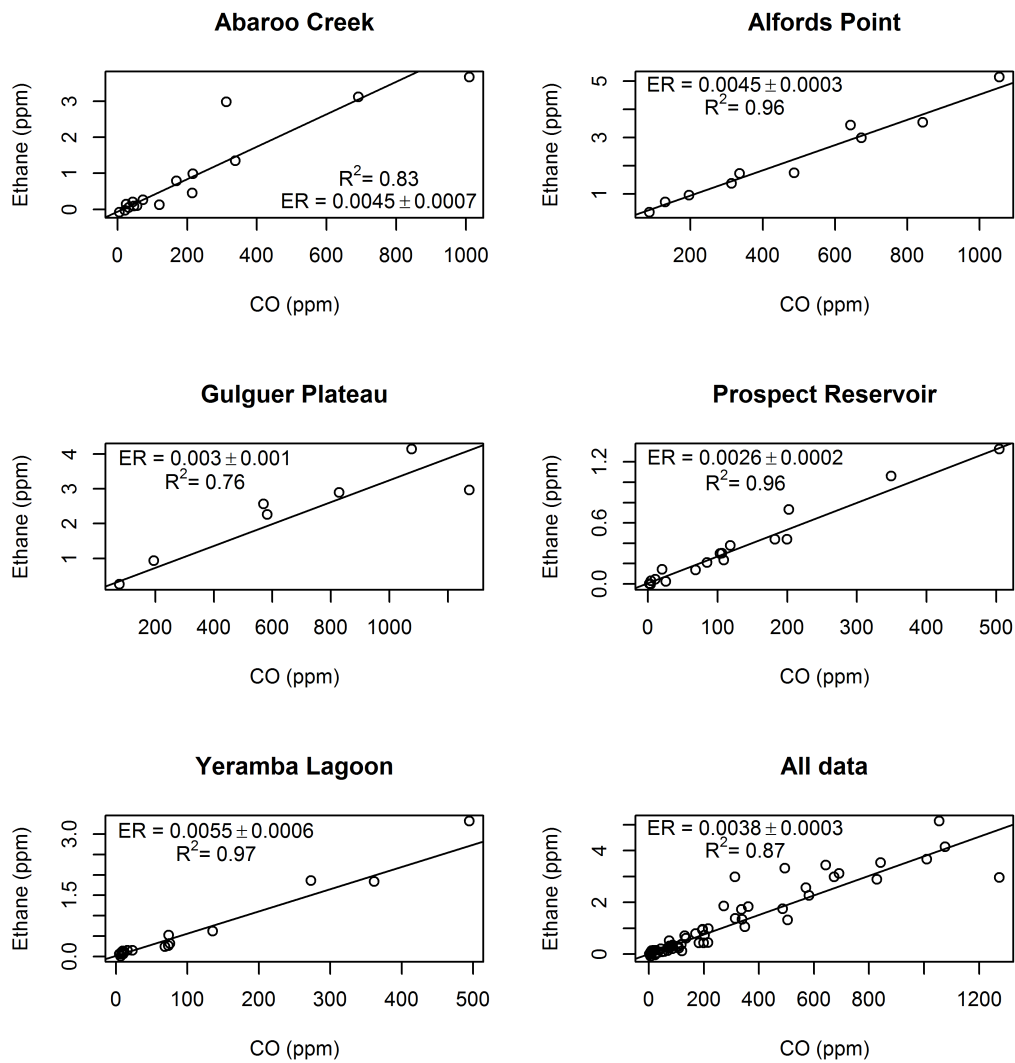 Abaroo Creek
Ethane (ppm)
3
2
1
0
R2= 0.83
ER = 0.0045 ± 0.0007
0 200 400 600 800 1000
CO (ppm)
Alfords Point
Ethane (ppm)
5
3
1
ER = 0.0045 ± 0.0003
R2= 0.96
200 400 600 800 1000
CO (ppm)
Gulguer Plateau
Ethane (ppm)
4
3
2
1
ER = 0.003 ± 0.001
R2= 0.76
200 400 600 800 1000
CO (ppm)
Prospect Reservoir
Ethane (ppm)
1.2
0.6
0.0
ER = 0.0026 ± 0.0002
R2= 0.96
0 100 200 300 400 500
CO (ppm)
Yeramba Lagoon
Ethane (ppm)
3.0
1.5
0.0
ER = 0.0055 ± 0.0006
R2= 0.97
0 100 200 300 400 500
CO (ppm)
All data
Ethane (ppm)
4
2
0
ER = 0.0038 ± 0.0003
R2= 0.87
0 200 400 600 800 1200
CO (ppm)